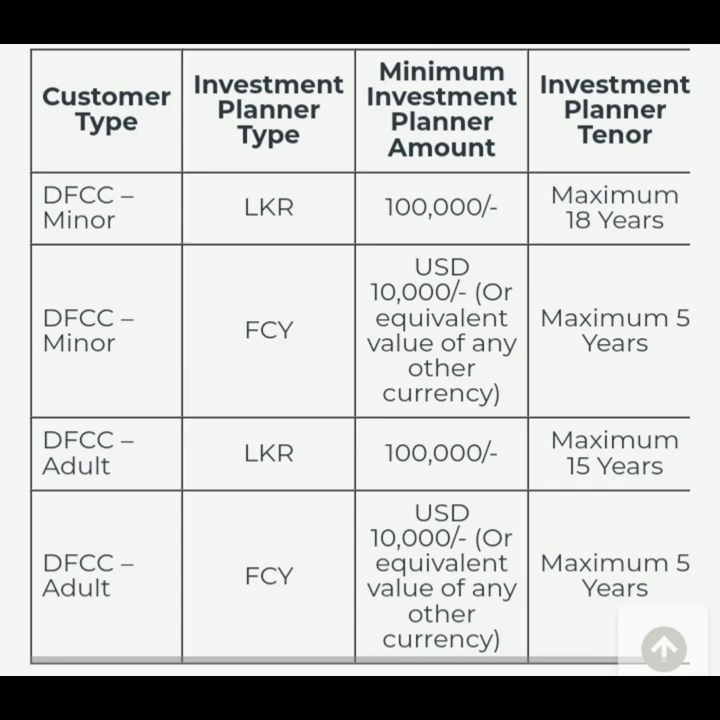 Customer
Type
Investment
Planner
Type
Minimum
Investment
Planner
Amount
Investment
Planner
Tenor
DFCC –
Minor
LKR
100,000/-
Maximum
18 Years
DFCC –
Minor
FCY
USD
10,000/- (Or
equivalent
value of any
other
currency)
Maximum 5
Years
DFCC –
Adult
LKR
100,000/-
Maximum
15 Years
DFCC –
Adult
FCY
USD
10,000/- (Or
equivalent
value of any
other
currency)
Maximum 5
Years